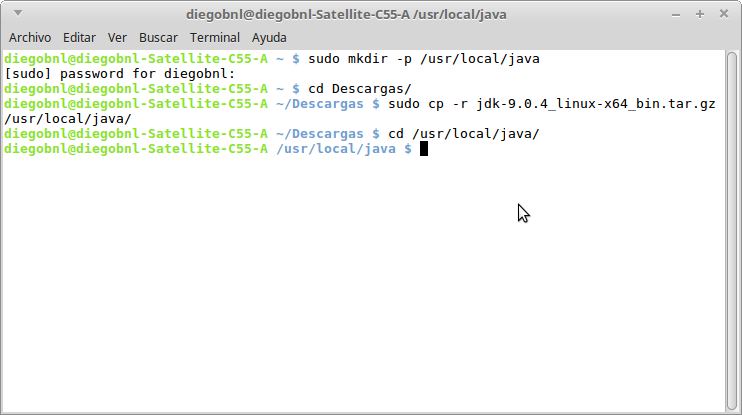 diegobnl@diegobnl-Satellite-C55-A /usr/local/java
Archivo Editar Ver Buscar Terminal Ayuda
diegobnl@diegobnl-Satellite-C55-A ~ $ sudo mkdir -p /usr/local/java
[sudo] password for diegobnl:
diegobnl@diegobnl-Satellite-C55-A ~ $ cd Descargas/
diegobnl@diegobnl-Satellite-C55-A ~/Descargas $ sudo cp -r jdk-9.0.4_linux-x64_bin.tar.gz
/usr/local/java/
diegobnl@diegobnl-Satellite-C55-A ~/Descargas $ cd /usr/local/java/
diegobnl@diegobnl-Satellite-C55-A /usr/local/java $